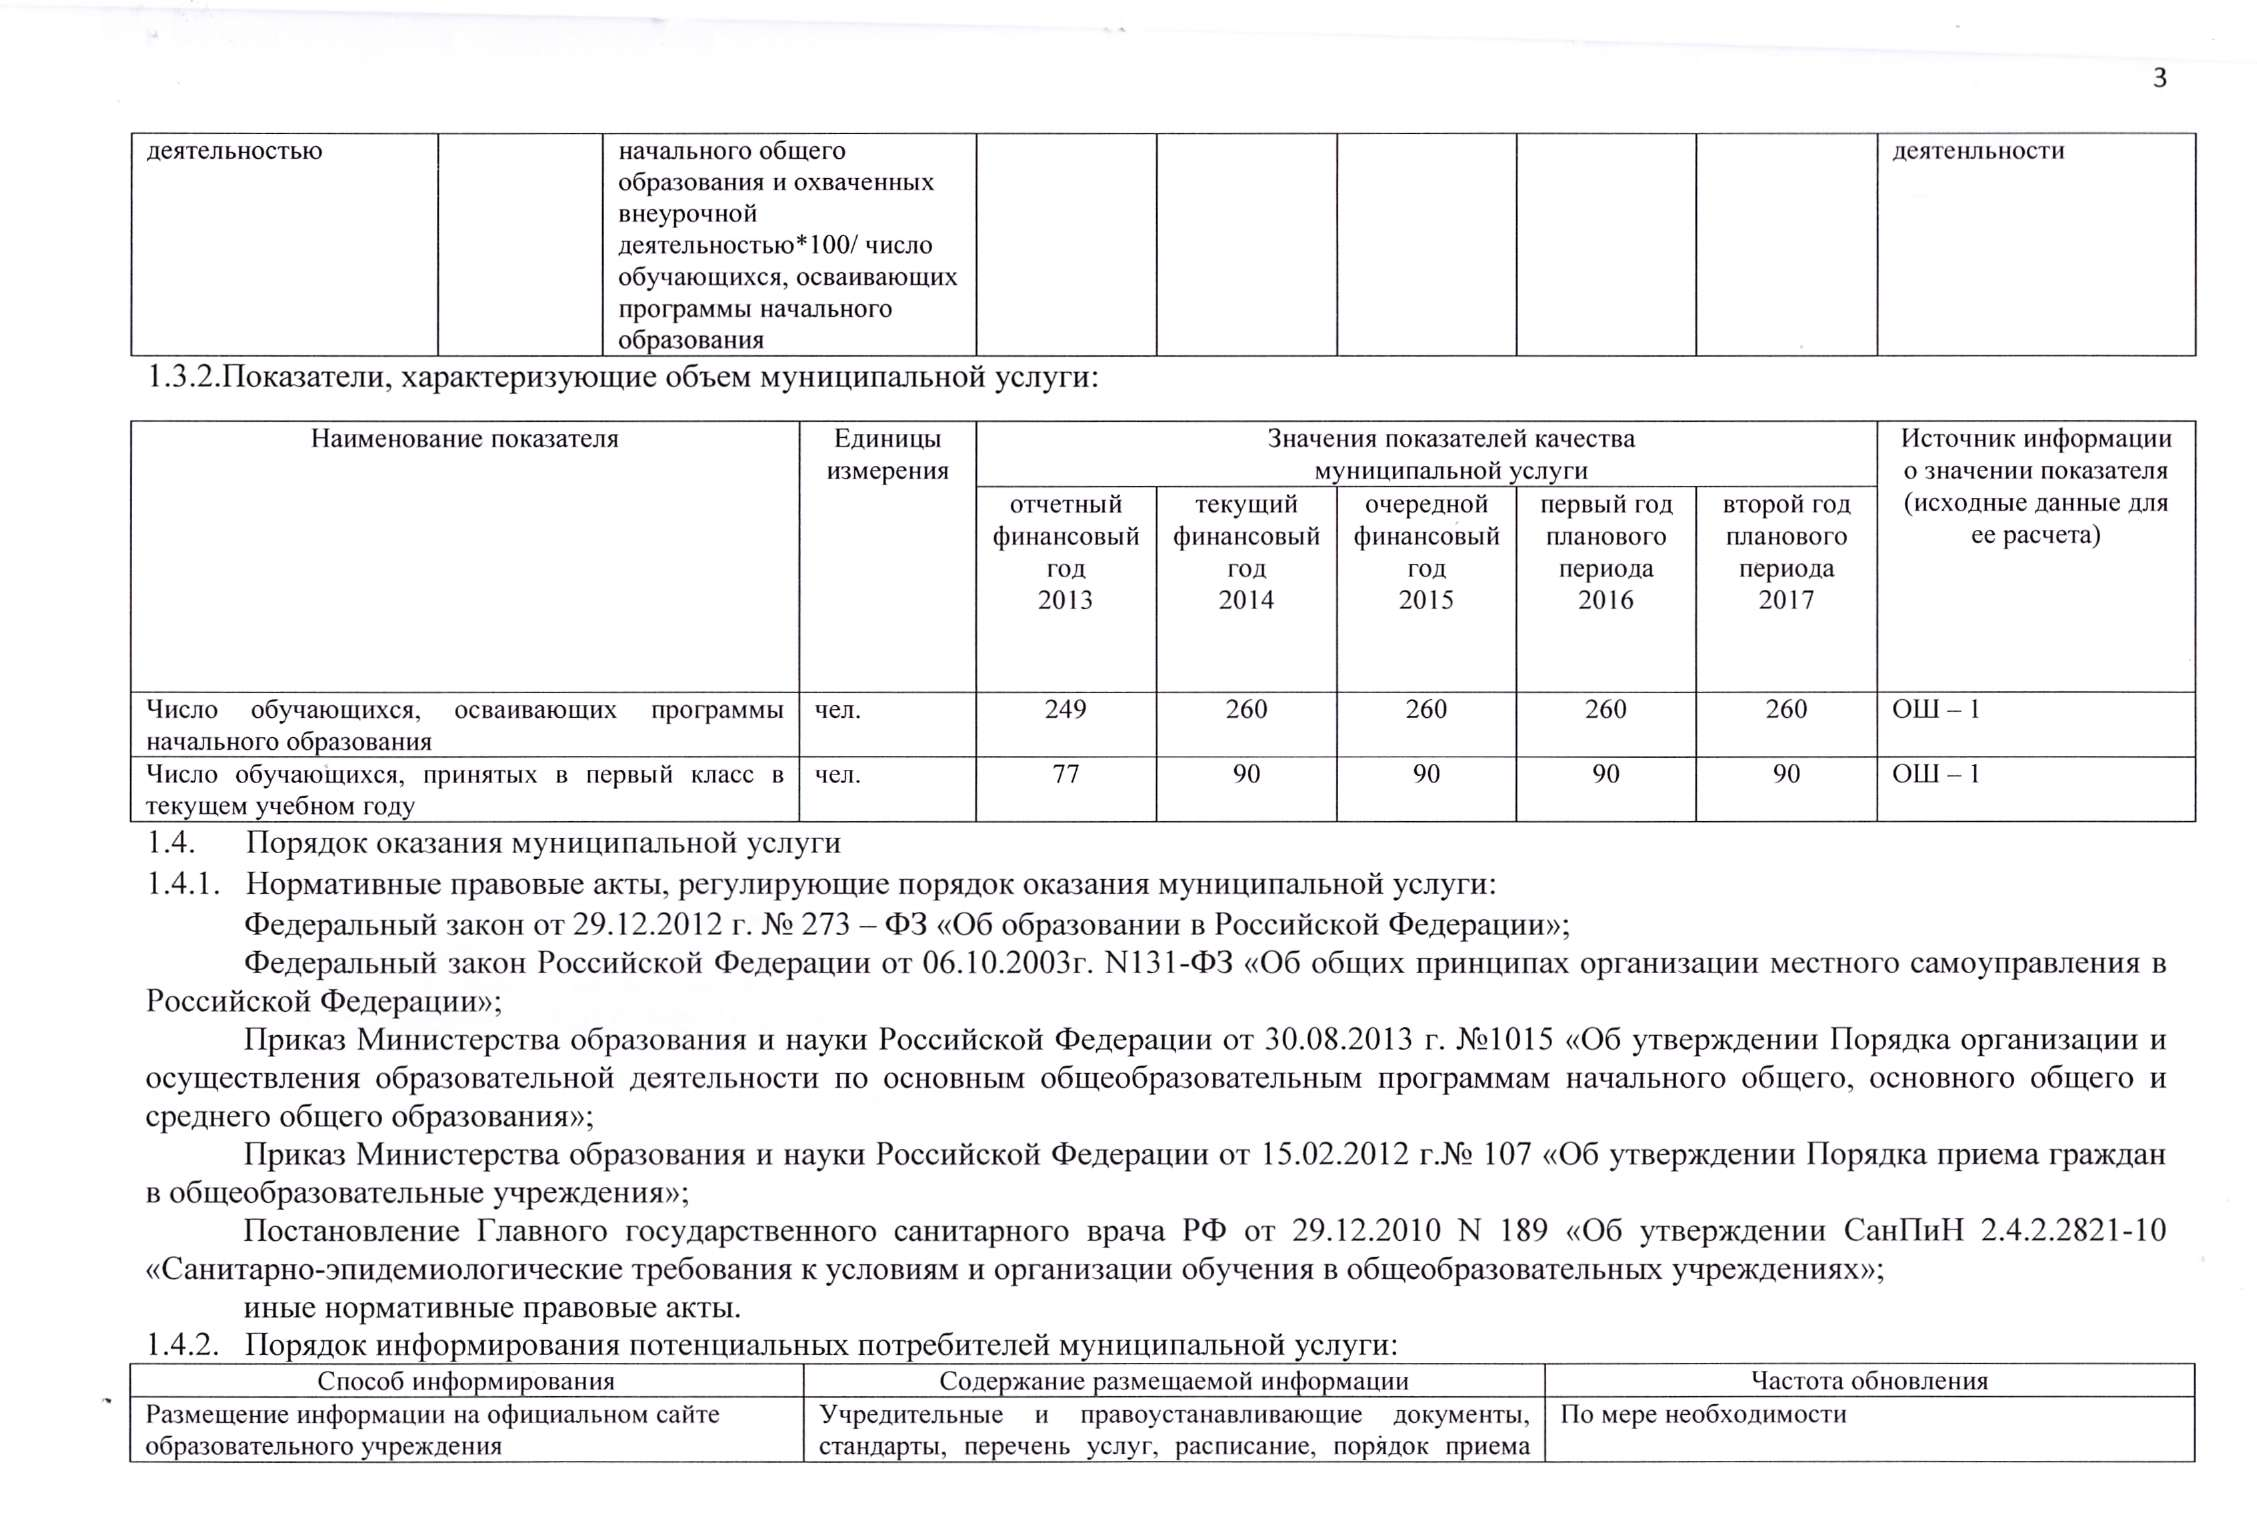 3
деятельностью
начального общего
образования и охваченных
внеурочной
деятельностью*100/ число
обучающихся, осваивающих
программы начального
образования
деятенльности
1.3.2.Показатели, характеризующие объем муниципальной услуги:
Наименование показателя
Единицы
измерения
Значения показателей качества
муниципальной услуги
Источник информации
о значении показателя
(исходные данные для
ее расчета)
отчетный
финансовый
год
2013
текущий
финансовый
год
2014
очередной
финансовый
год
2015
первый год
планового
периода
2016
второй год
планового
периода
2017
Число обучающихся, осваивающих программы
начального образования
чел.
249
260
260
260
260
ОШ – 1
Число обучающихся, принятых в первый класс в
текущем учебном году
чел.
77
90
90
90
90
ОШ – 1
1.4. Порядок оказания муниципальной услуги
1.4.1. Нормативные правовые акты, регулирующие порядок оказания муниципальной услуги:
Федеральный закон от 29.12.2012 г. № 273 – ФЗ «Об образовании в Российской Федерации»;
Федеральный закон Российской Федерации от 06.10.2003г. N131-ФЗ «Об общих принципах организации местного самоуправления в
Российской Федерации»;
Приказ Министерства образования и науки Российской Федерации от 30.08.2013 г. №1015 «Об утверждении Порядка организации и
осуществления образовательной деятельности по основным общеобразовательным программам начального общего, основного общего и
среднего общего образования»;
Приказ Министерства образования и науки Российской Федерации от 15.02.2012 г.№ 107 «Об утверждении Порядка приема граждан
в общеобразовательные учреждения»;
Постановление Главного государственного санитарного врача РФ от 29.12.2010 N 189 «Об утверждении СанПиН 2.4.2.2821-10
«Санитарно-эпидемиологические требования к условиям и организации обучения в общеобразовательных учреждениях»;
иные нормативные правовые акты.
1.4.2. Порядок информирования потенциальных потребителей муниципальной услуги:
Способ информирования
Содержание размещаемой информации
Частота обновления
Размещение информации на официальном сайте
образовательного учреждения
Учредительные и правоустанавливающие документы,
стандарты, перечень услуг, расписание, порядок приема
По мере необходимости